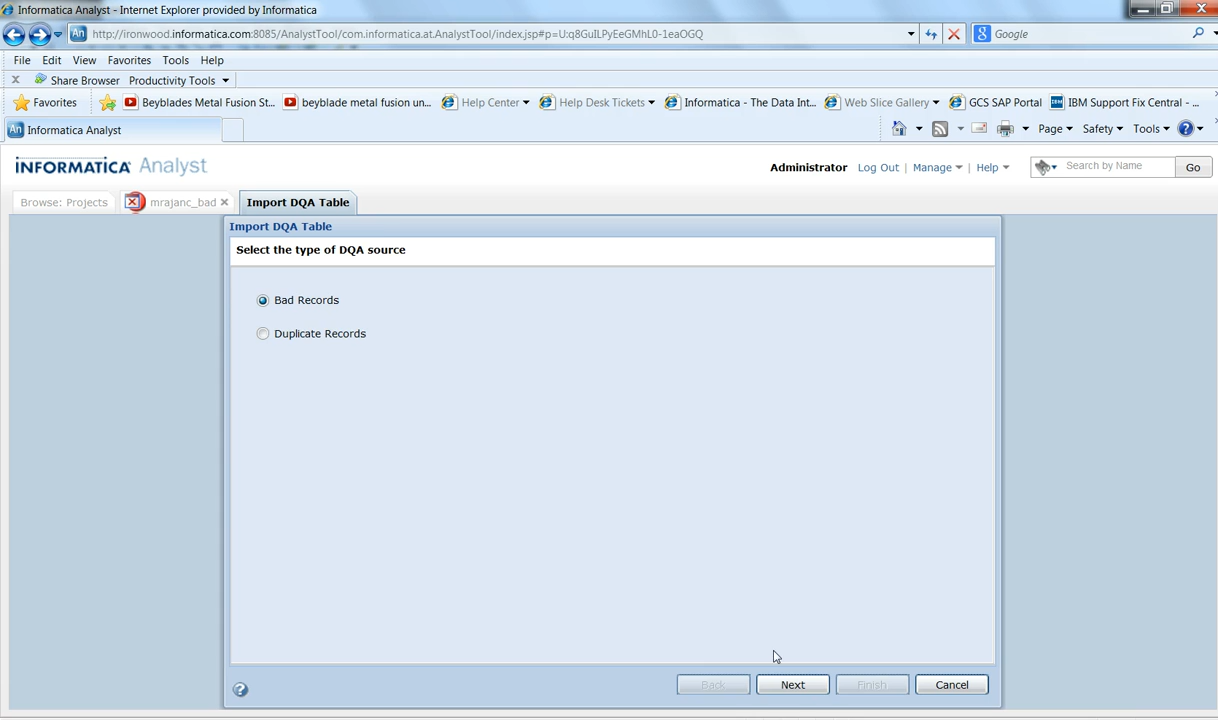 Informatica Analyst - Internet Explorer provided by Informatica
http://ironwood.informatica.com:8085/AnalystTool/com.informatica.at.AnalystTool/index.jsp#p=U:q8GuILPyEeGMhL0-1eaOGQ
Google
File Edit View Favorites Tools Help
x Share Browser Productivity Tools
Favorites Beyblades Metal Fusion St... beyblade metal fusion un... Help Center Help Desk Tickets Informatica - The Data Int... Web Slice Gallery GCS SAP Portal IBM Support Fix Central - ...
An Informatica Analyst
Page Safety Tools
INFORMATICA Analyst
Administrator Log Out | Manage | Help
Search by Name Go
Browse: Projects mrajanc_bad Import DQA Table
Import DQA Table
Select the type of DQA source
Bad Records
Duplicate Records
Back Next Finish Cancel